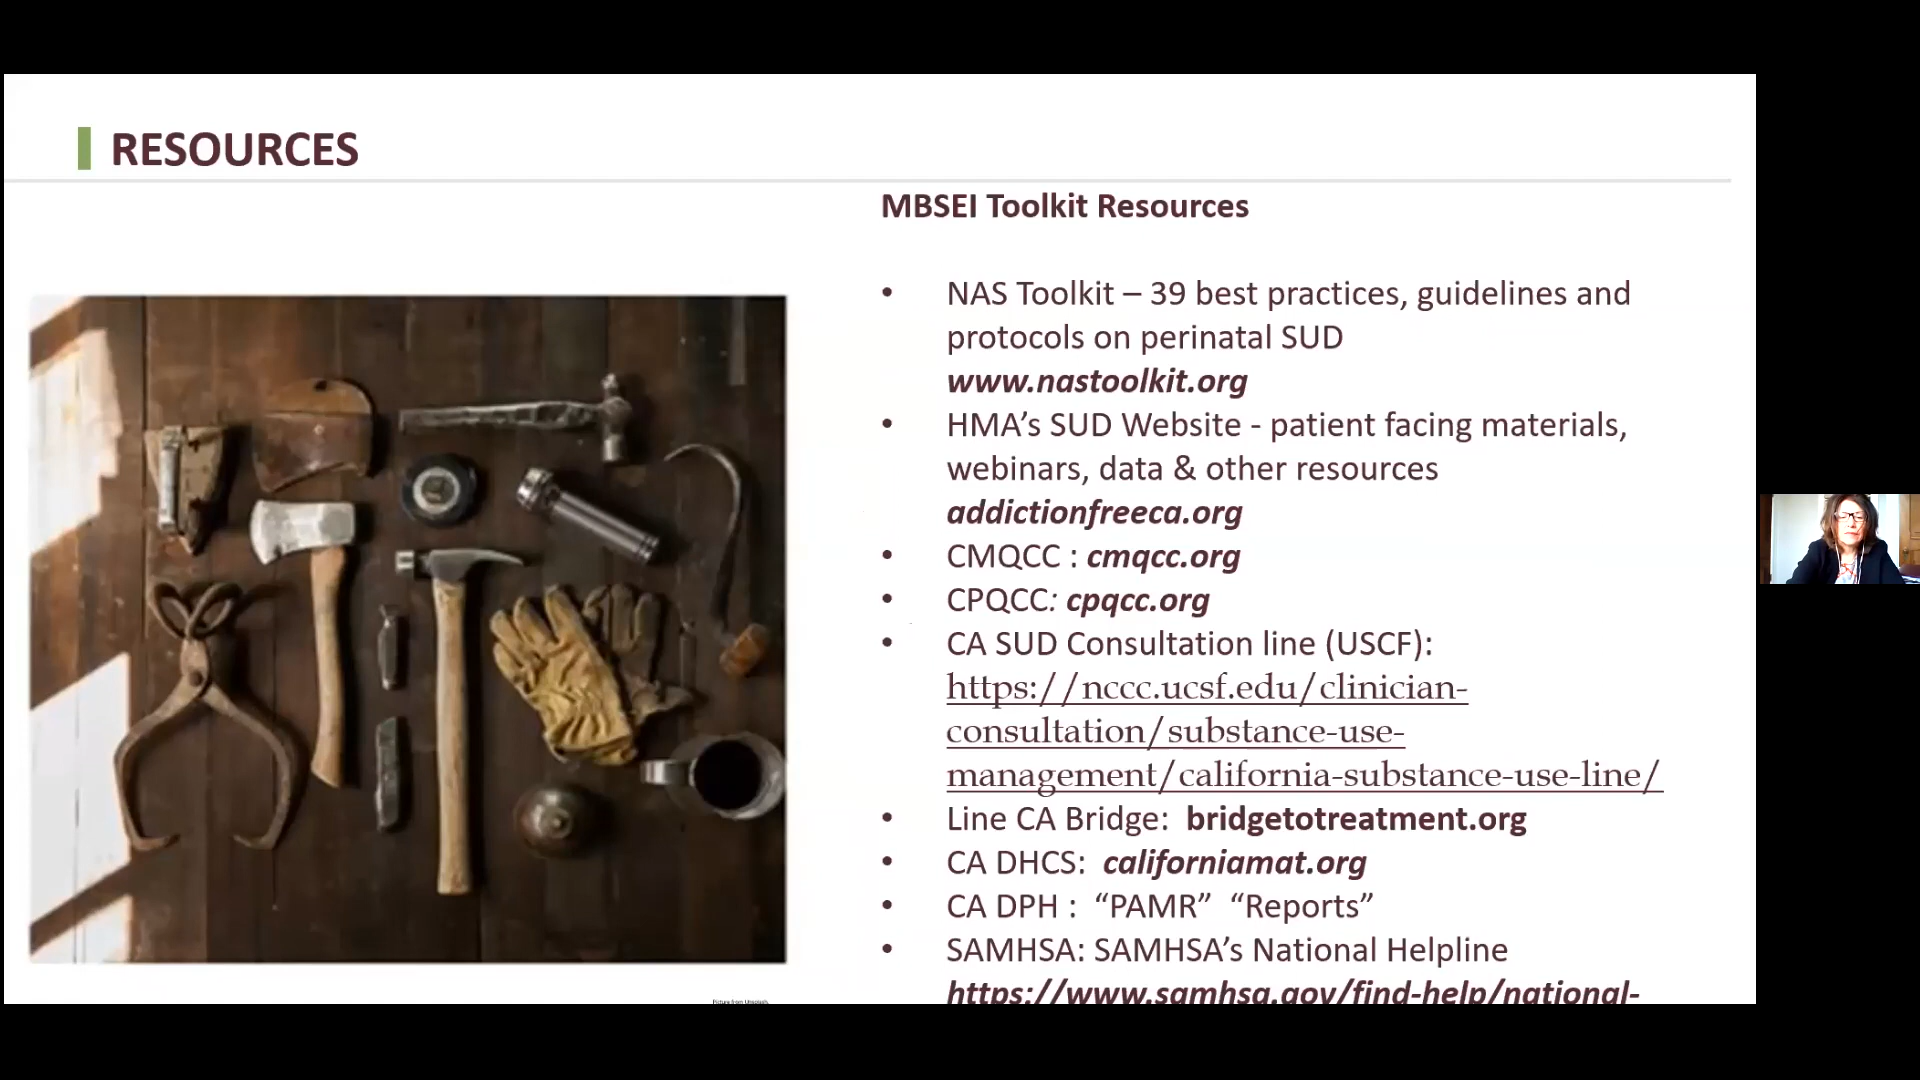 RESOURCES
MBSEI Toolkit Resources
• NAS Toolkit – 39 best practices, guidelines and
protocols on perinatal SUD
www.nastoolkit.org
• HMA’s SUD Website - patient facing materials,
webinars, data & other resources
addictionfreeca.org
• CMQCC : cmqcc.org
• CPQCC: cpqcc.org
• CA SUD Consultation line (USCF):
https://nccc.ucsf.edu/clinician-
consultation/substance-use-
management/california-substance-use-line/
• Line CA Bridge: bridgetotreatment.org
• CA DHCS: californiamat.org
• CA DPH : “PAMR” “Reports”
• SAMHSA: SAMHSA’s National Helpline
https://www.samhsa.gov/find-help/national-
Picture from Unsplash